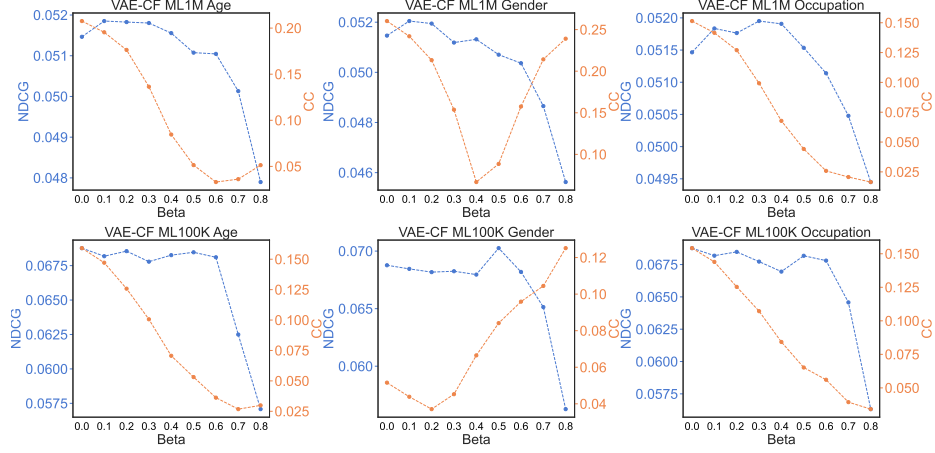 VAE-CF ML1M Age
0.052
0.051
0.050
0.049
0.048
NDCG
0.20
0.15
0.10
0.05
CC
0.0 0.1 0.2 0.3 0.4 0.5 0.6 0.7 0.8
Beta
VAE-CF ML1M Gender
0.052
0.050
0.048
0.046
NDCG
0.25
0.20
0.15
0.10
CC
0.0 0.1 0.2 0.3 0.4 0.5 0.6 0.7 0.8
Beta
VAE-CF ML1M Occupation
0.0520
0.0515
0.0510
0.0505
0.0500
0.0495
NDCG
0.150
0.125
0.100
0.075
0.050
0.025
CC
0.0 0.1 0.2 0.3 0.4 0.5 0.6 0.7 0.8
Beta
VAE-CF ML100K Age
0.0675
0.0650
0.0625
0.0600
0.0575
NDCG
0.150
0.100
0.075
0.050
0.025
CC
0.0 0.1 0.2 0.3 0.4 0.5 0.6 0.7 0.8
Beta
VAE-CF ML100K Gender
0.070
0.065
0.060
NDCG
0.12
0.10
0.08
0.06
0.04
CC
0.0 0.1 0.2 0.3 0.4 0.5 0.6 0.7 0.8
Beta
VAE-CF ML100K Occupation
0.0675
0.0650
0.0625
0.0600
0.0575
NDCG
0.150
0.125
0.100
0.075
0.050
CC
0.0 0.1 0.2 0.3 0.4 0.5 0.6 0.7 0.8
Beta